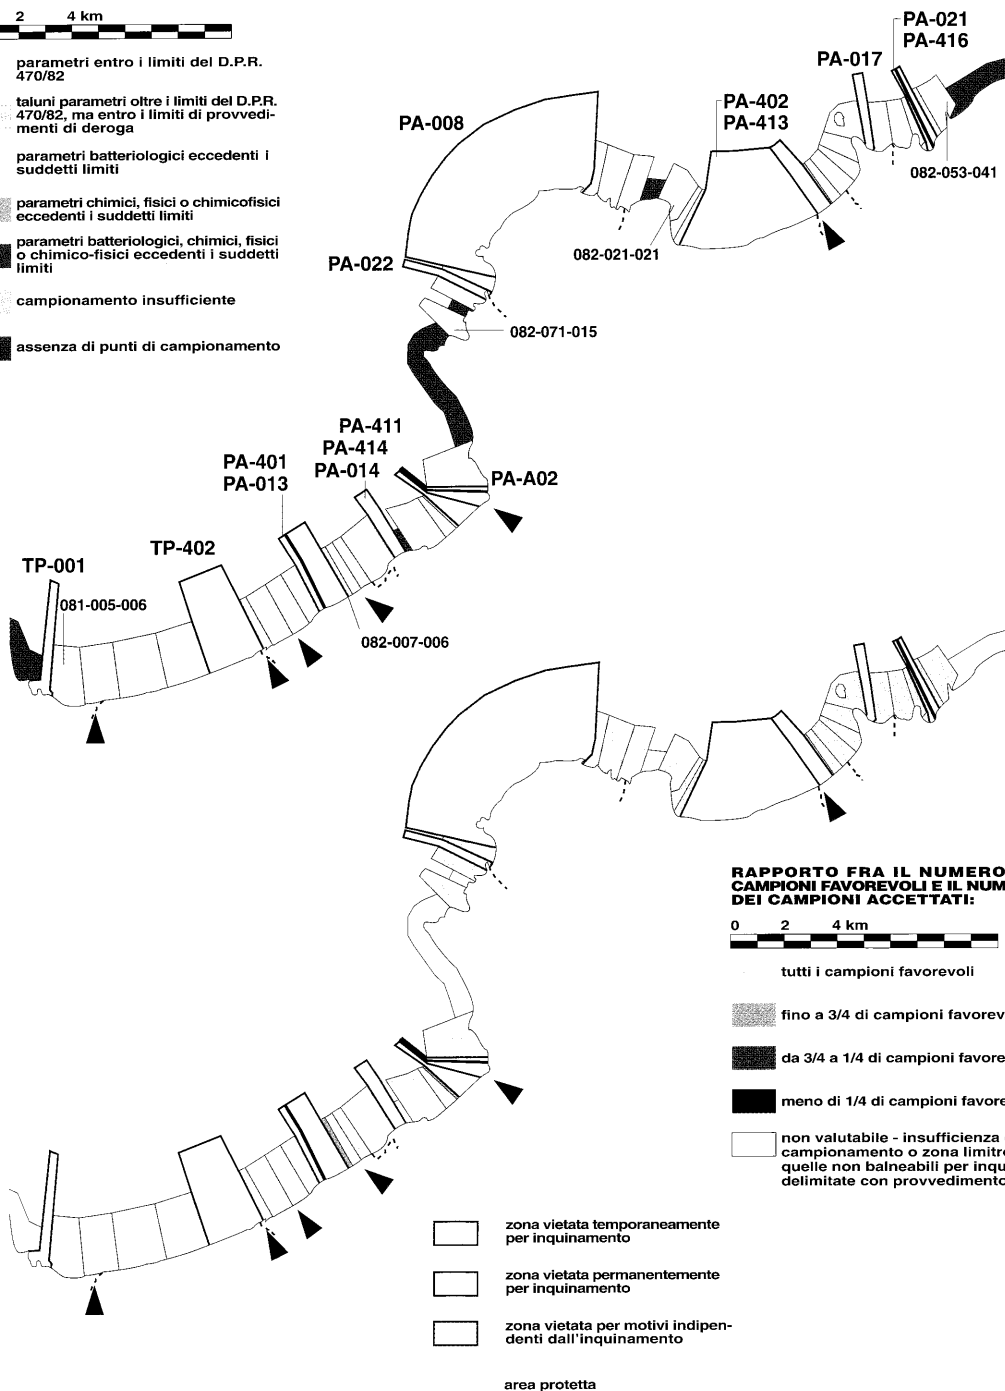 2 4 km
parametri entro i limiti del D.P.R.
470/82
taluni parametri oltre i limiti del D.P.R.
470/82, ma entro i limiti di provvedi-
menti di deroga
parametri batteriologici eccedenti i
suddetti limiti
parametri chimici, fisici o chimicofisici
eccedenti i suddetti limiti
parametri batteriologici, chimici, fisici
o chimico-fisici eccedenti i suddetti
limiti
campionamento insufficiente
assenza di punti di campionamento
PA-021
PA-416
PA-017
PA-402
PA-413
PA-008
082-053-041
082-021-021
PA-022
082-071-015
PA-411
PA-414
PA-014
PA-401
PA-013
PA-A02
TP-402
TP-001
081-005-006
082-007-006
RAPPORTO FRA IL NUMERO
CAMPIONI FAVOREVOLI E IL NUM
DEI CAMPIONI ACCETTATI:
0 2 4 km
tutti i campioni favorevoli
fino a 3/4 di campioni favorev
da 3/4 a 1/4 di campioni favore
meno di 1/4 di campioni favore
non valutabile - insufficienza
campionamento o zona limitro
quelle non balneabili per inqu
delimitate con provvedimento
zona vietata temporaneamente
per inquinamento
zona vietata permanentemente
per inquinamento
zona vietata per motivi indipen-
denti dall'inquinamento
area protetta